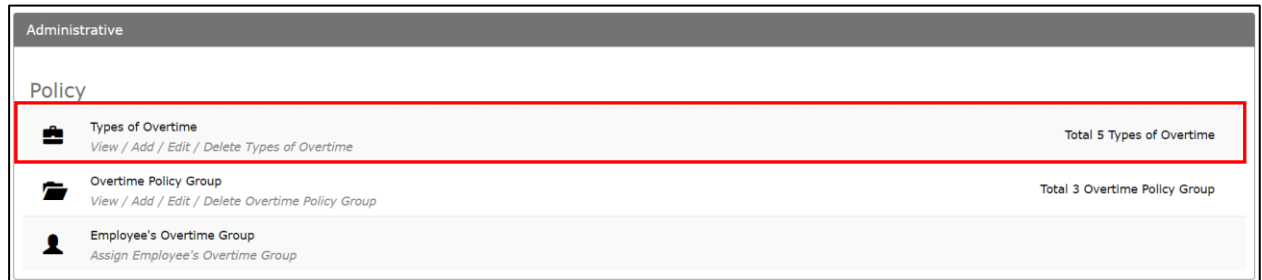 Administrative
Policy
Types of Overtime
View / Add / Edit / Delete Types of Overtime
Total 5 Types of Overtime
Overtime Policy Group
View / Add / Edit / Delete Overtime Policy Group
Total 3 Overtime Policy Group
Employee's Overtime Group
Assign Employee's Overtime Group